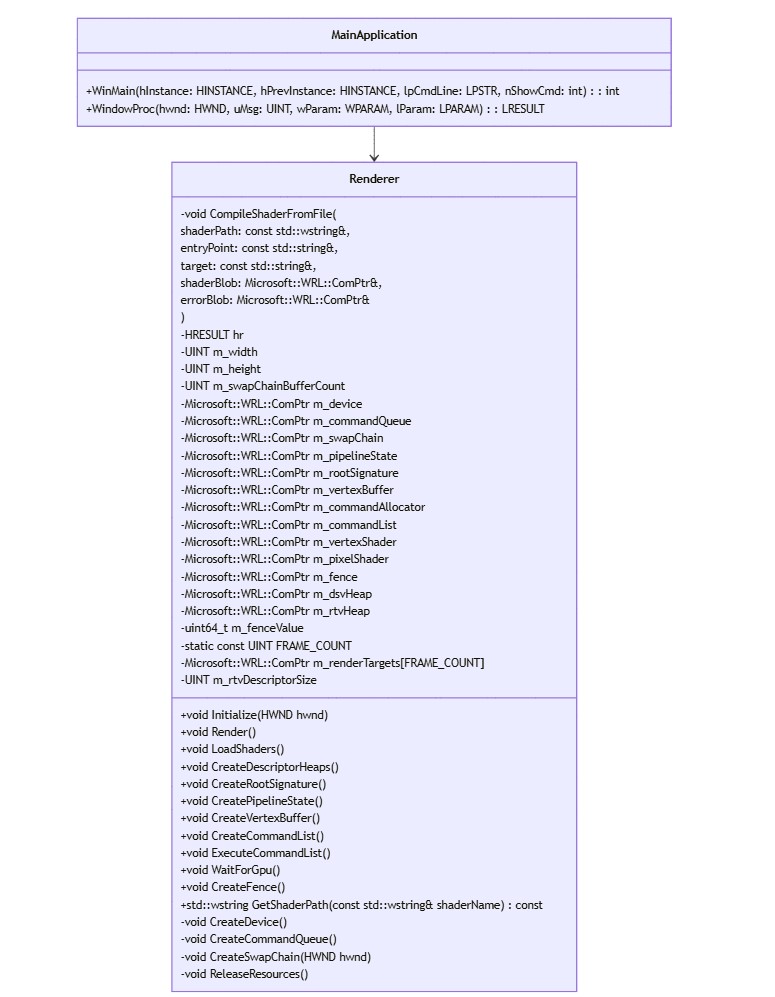 MainApplication
+WinMain(hInstance: HINSTANCE, hPrevInstance: HINSTANCE, lpCmdLine: LPSTR, nShowCmd: int) : : int
+WindowProc(hwnd: HWND, uMsg: UINT, wParam: WPARAM, lParam: LPARAM) : : LRESULT
Renderer
-void CompileShaderFromFile(
shaderPath: const std::wstring&,
entryPoint: const std::string&,
target: const std::string&,
shaderBlob: Microsoft::WRL::ComPtr&,
errorBlob: Microsoft::WRL::ComPtr&
)
-HRESULT hr
-UINT m_width
-UINT m_height
-UINT m_swapChainBufferCount
-Microsoft::WRL::ComPtr m_device
-Microsoft::WRL::ComPtr m_commandQueue
-Microsoft::WRL::ComPtr m_swapChain
-Microsoft::WRL::ComPtr m_pipelineState
-Microsoft::WRL::ComPtr m_rootSignature
-Microsoft::WRL::ComPtr m_vertexBuffer
-Microsoft::WRL::ComPtr m_commandAllocator
-Microsoft::WRL::ComPtr m_commandList
-Microsoft::WRL::ComPtr m_vertexShader
-Microsoft::WRL::ComPtr m_pixelShader
-Microsoft::WRL::ComPtr m_fence
-Microsoft::WRL::ComPtr m_dsvHeap
-Microsoft::WRL::ComPtr m_rtvHeap
-uint64_t m_fenceValue
-static const UINT FRAME_COUNT
-Microsoft::WRL::ComPtr m_renderTargets[FRAME_COUNT]
-UINT m_rtvDescriptorSize
+void Initialize(HWND hwnd)
+void Render()
+void LoadShaders()
+void CreateDescriptorHeaps()
+void CreateRootSignature()
+void CreatePipelineState()
+void CreateVertexBuffer()
+void CreateCommandList()
+void ExecuteCommandList()
+void WaitForGpu()
+void CreateFence()
+std::wstring GetShaderPath(const std::wstring& shaderName) : const
-void CreateDevice()
-void CreateCommandQueue()
-void CreateSwapChain(HWND hwnd)
-void ReleaseResources()